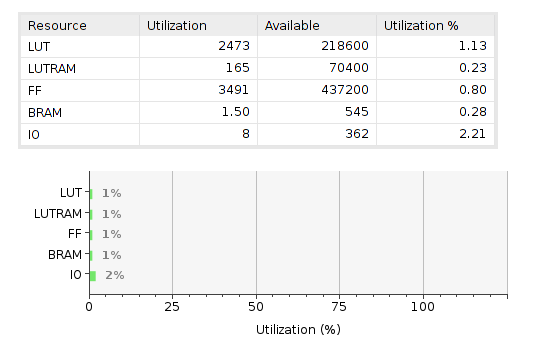 Resource Utilization Available Utilization %
LUT 2473 218600 1.13
LUTRAM 165 70400 0.23
FF 3491 437200 0.80
BRAM 1.50 545 0.28
IO 8 362 2.21
LUT 1%
LUTRAM 1%
FF 1%
BRAM 1%
IO 2%
0 25 50 75 100
Utilization (%)